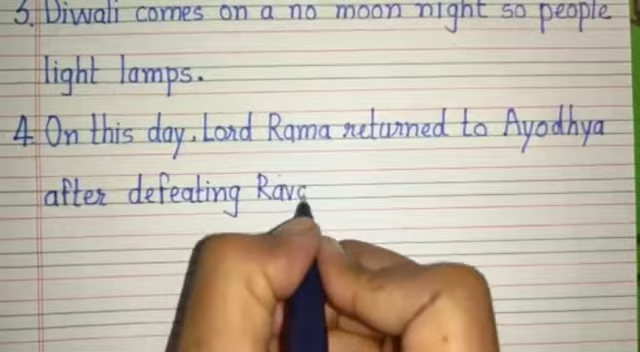 3. Diwali comes on a no moon night so people
light lamps.
4. On this day, Lord Rama returned to Ayodhya
after defeating Rava